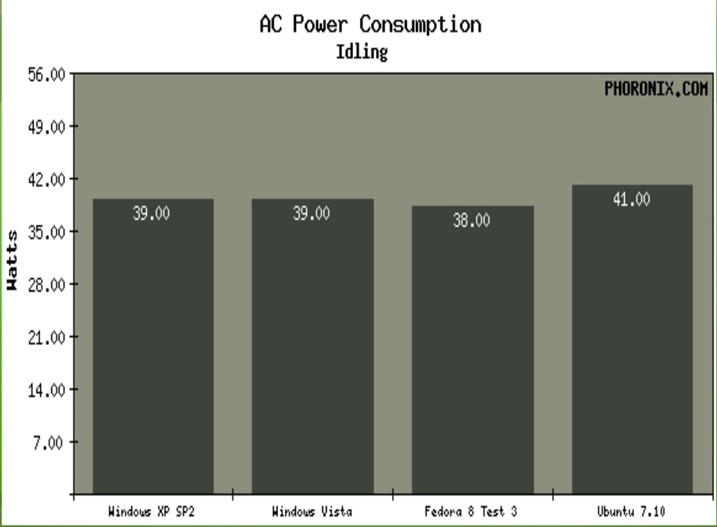 AC Power Consumption
Idling
PHORONIX.COM
56.00
49.00
42.00
35.00
28.00
21.00
14.00
7.00
Watts
39.00
39.00
38.00
41.00
Windows XP SP2
Windows Vista
Fedora 8 Test 3
Ubuntu 7.10